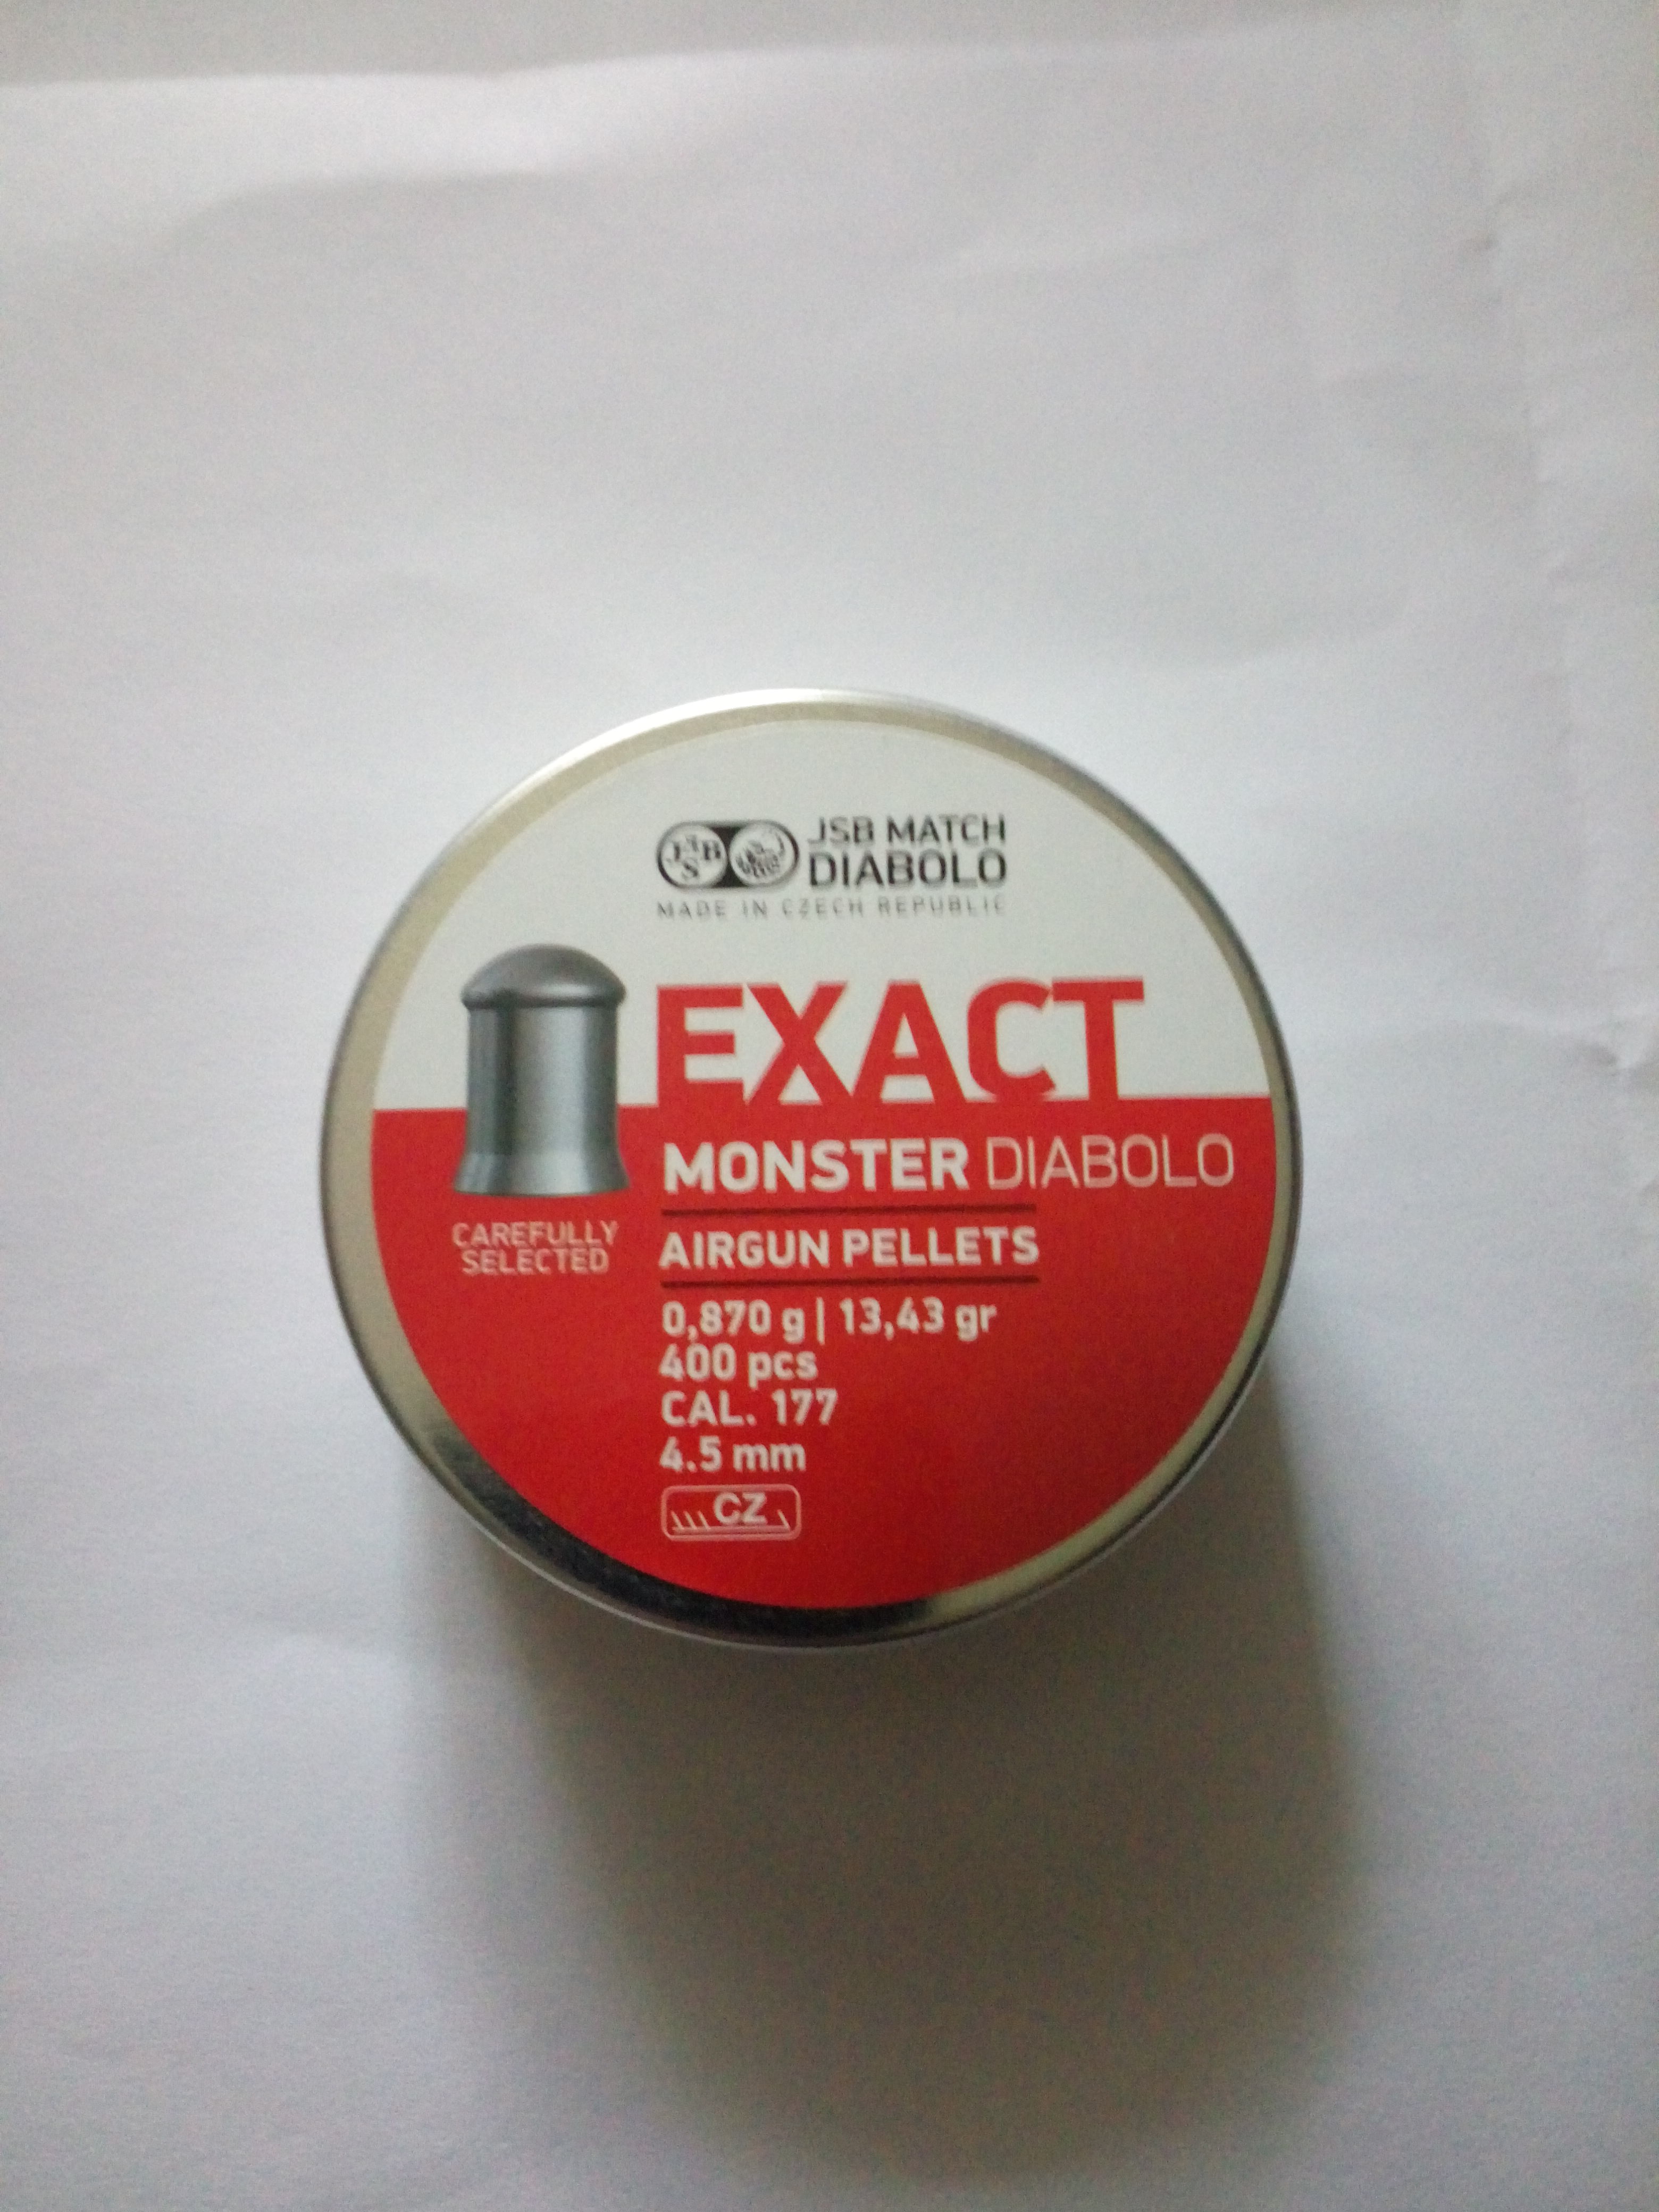 JSB
JSB MATCH
DIABOLO
MADE IN CZECH REPUBLIC
EXACT
MONSTER DIABOLO
CAREFULLY
SELECTED
AIRGUN PELLETS
0,870 g | 13,43 gr
400 pcs
CAL. 177
4.5 mm
CZ